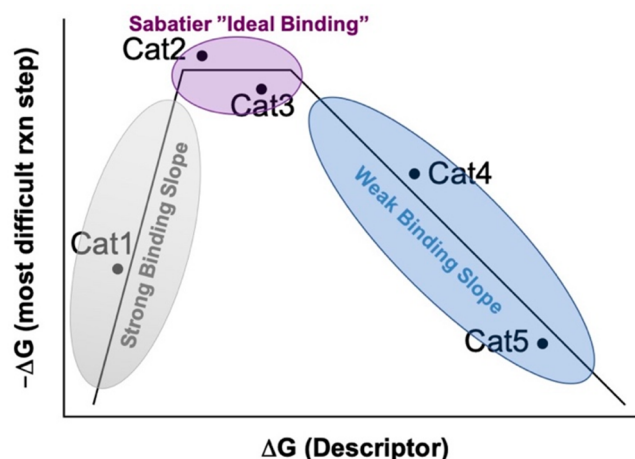 Sabatier ”Ideal Binding”
Cat2
Cat3
Cat4
Cat1
Cat5
Strong Binding Slope
Weak Binding Slope
−ΔG (most difficult rxn step)
ΔG (Descriptor)